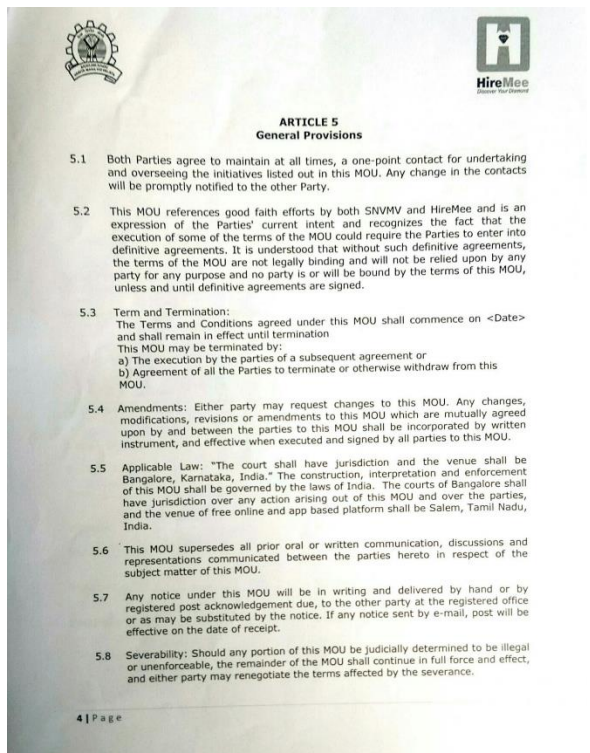 HireMee
Discover Your Diamond
ARTICLE 5
General Provisions
5.1 Both Parties agree to maintain at all times, a one-point contact for undertaking
and overseeing the initiatives listed out in this MOU. Any change in the contacts
will be promptly notified to the other Party.
5.2 This MOU references good faith efforts by both SNVMV and HireMee and is an
expression of the Parties' current intent and recognizes the fact that the
execution of some of the terms of the MOU could require the Parties to enter into
definitive agreements. It is understood that without such definitive agreements,
the terms of the MOU are not legally binding and will not be relied upon by any
party for any purpose and no party is or will be bound by the terms of this MOU,
unless and until definitive agreements are signed.
5.3 Term and Termination:
The Terms and Conditions agreed under this MOU shall commence on <Date>
and shall remain in effect until termination
This MOU may be terminated by:
a) The execution by the parties of a subsequent agreement or
b) Agreement of all the Parties to terminate or otherwise withdraw from this
MOU.
5.4 Amendments: Either party may request changes to this MOU. Any changes,
modifications, revisions or amendments to this MOU which are mutually agreed
upon by and between the parties to this MOU shall be incorporated by written
instrument, and effective when executed and signed by all parties to this MOU.
5.5 Applicable Law: "The court shall have jurisdiction and the venue shall be
Bangalore, Karnataka, India." The construction, interpretation and enforcement
of this MOU shall be governed by the laws of India. The courts of Bangalore shall
have jurisdiction over any action arising out of this MOU and over the parties,
and the venue of free online and app based platform shall be Salem, Tamil Nadu,
India.
5.6 This MOU supersedes all prior oral or written communication, discussions and
representations communicated between the parties hereto in respect of the
subject matter of this MOU.
5.7 Any notice under this MOU will be in writing and delivered by hand or by
registered post acknowledgement due, to the other party at the registered office
or as may be substituted by the notice. If any notice sent by e-mail, post will be
effective on the date of receipt.
5.8 Severability: Should any portion of this MOU be judicially determined to be illegal
or unenforceable, the remainder of the MOU shall continue in full force and effect,
and either party may renegotiate the terms affected by the severance.
4 | Page